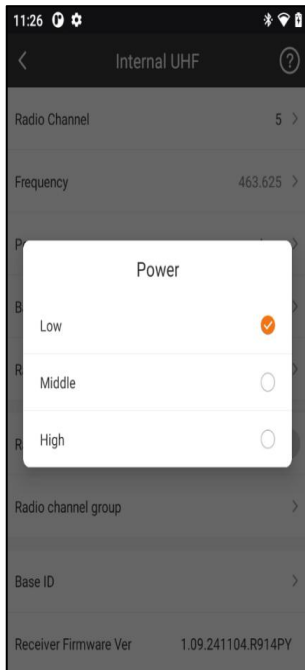 11:26
Internal UHF
Radio Channel 5
Frequency 463.625
Power
Low
Middle
High
Radio channel group
Base ID
Receiver Firmware Ver 1.09.241104.R914PY